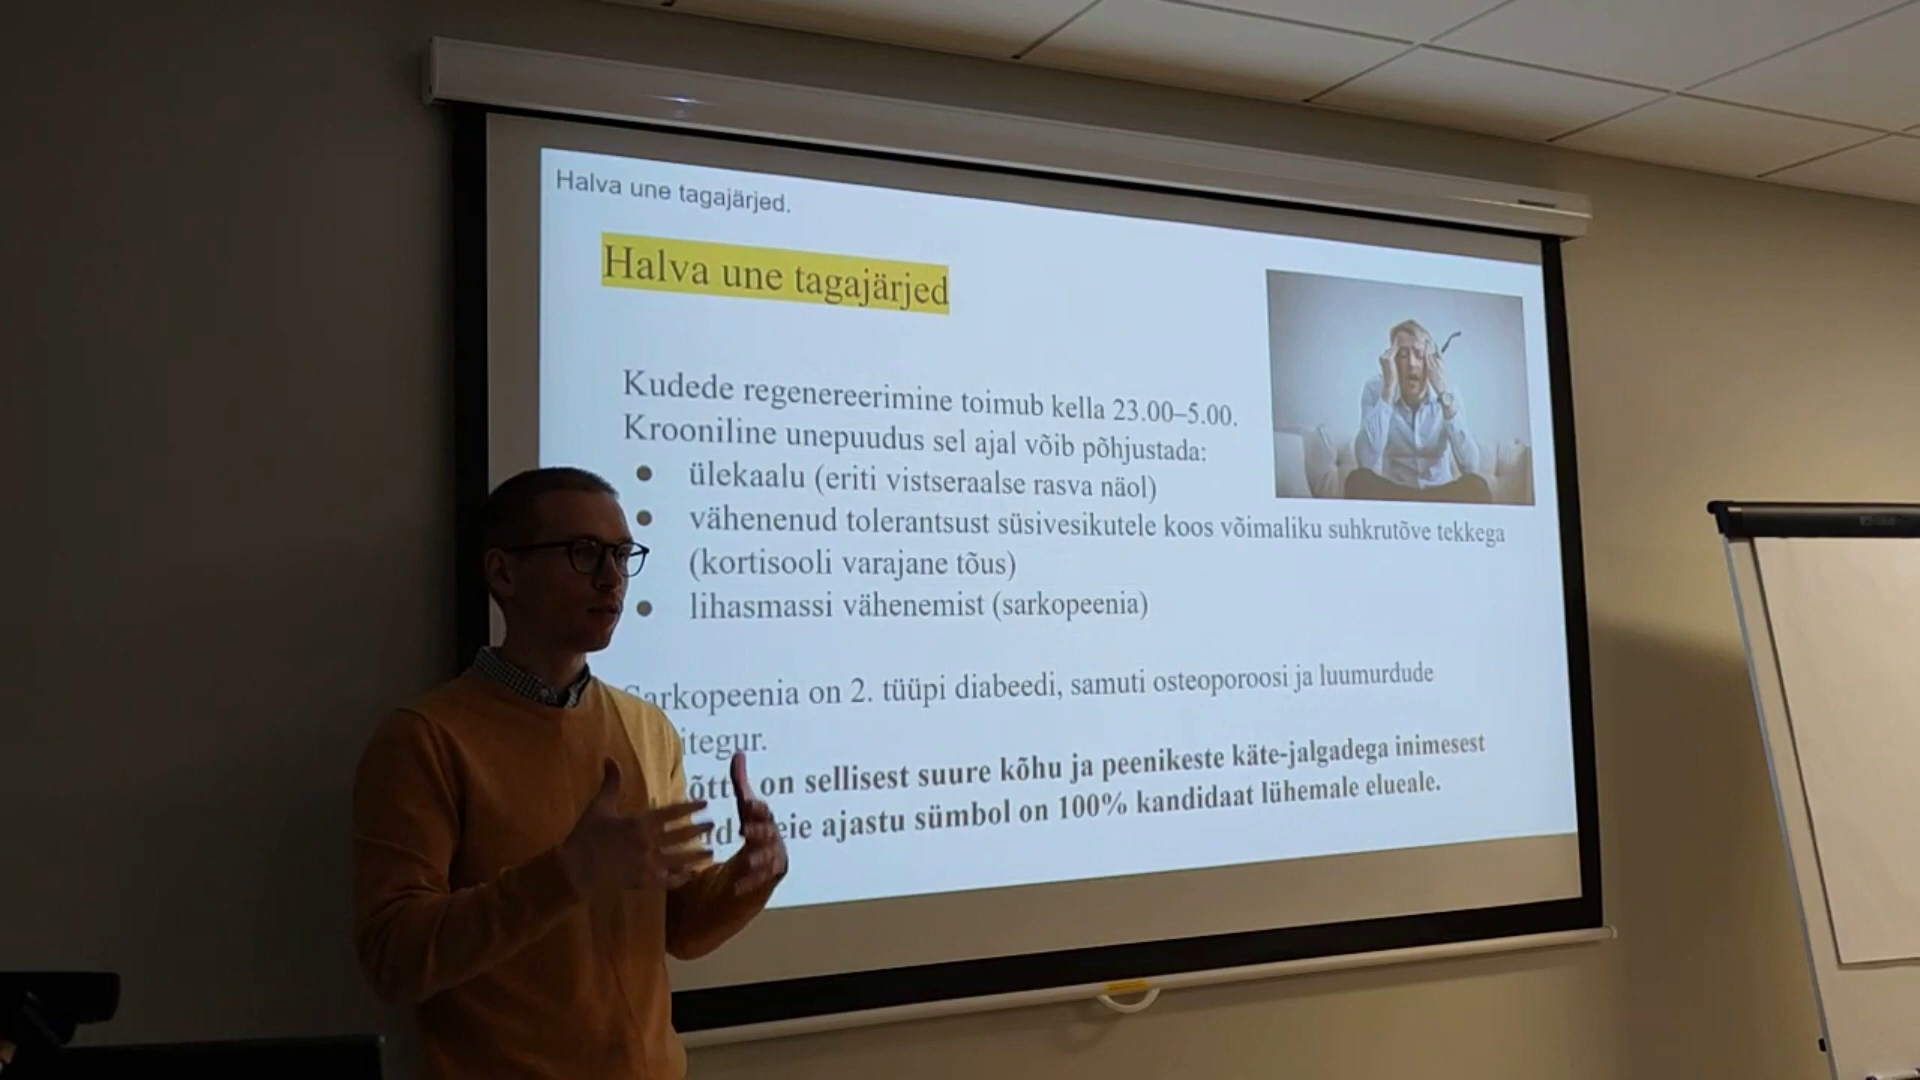 Halva une tagajärjed.
Halva une tagajärjed
Kudede regenereerimine toimub kella 23.00–5.00.
Krooniline unepuudus sel ajal võib põhjustada:
● ülekaalu (eriti vistseraalse rasva näol)
● vähenenud tolerantsust süsivesikutele koos võimaliku suhkrutõve tekkega
(kortisooli varajane tõus)
● lihasmassi vähenemist (sarkopeenia)
Sarkopeenia on 2. tüüpi diabeedi, samuti osteoporoosi ja luumurdude
on sellisest suure kõhu ja peenikeste käte-jalgadega inimesest
ajastu sümbol on 100% kandidaat lühemale elueale.